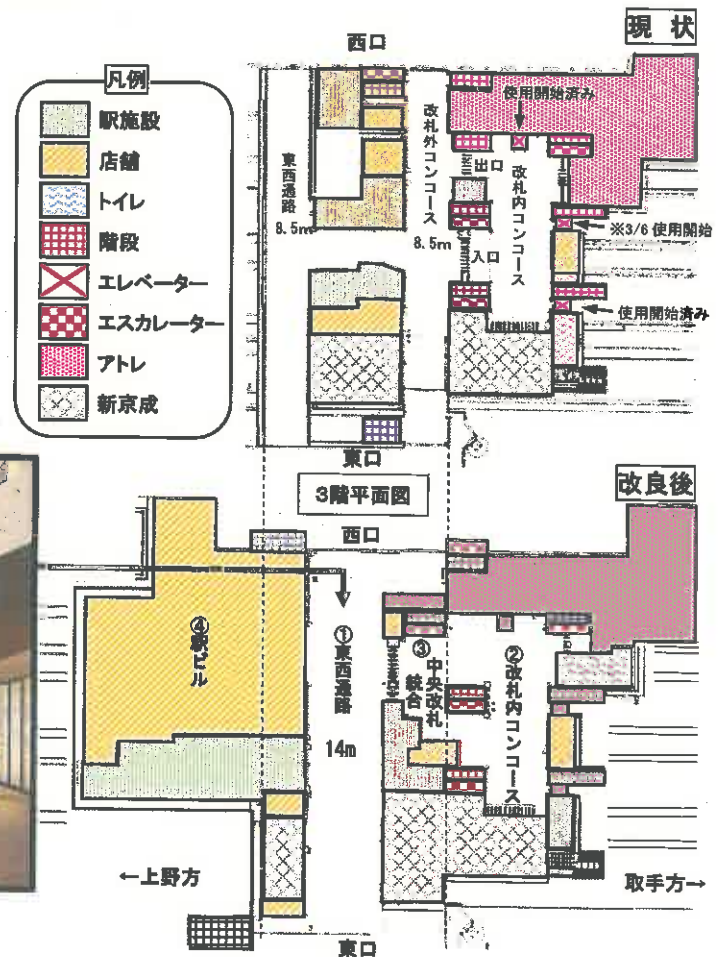 現 状
西口
凡例
駅施設
店舗
トイレ
階段
エレベーター
エスカレーター
アトレ
新京成
東西通路
8.5m
改札外コンコース
8.5m
出口
入口
改札内コンコース
使用開始済み
※3/6 使用開始
使用開始済み
東口
3階平面図
改良後
西口
④駅ビル
①東西通路
14m
③中央改札
統合
②改札内コンコース
←上野方
取手方→
東口